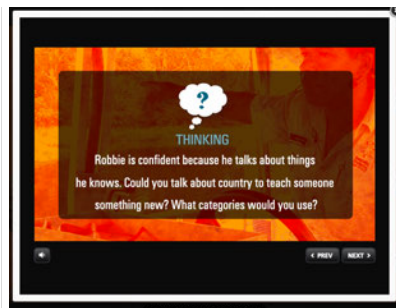 ?
THINKING
Robbie is confident because he talks about things
he knows. Could you talk about country to teach someone
something new? What categories would you use?
< PREV NEXT >